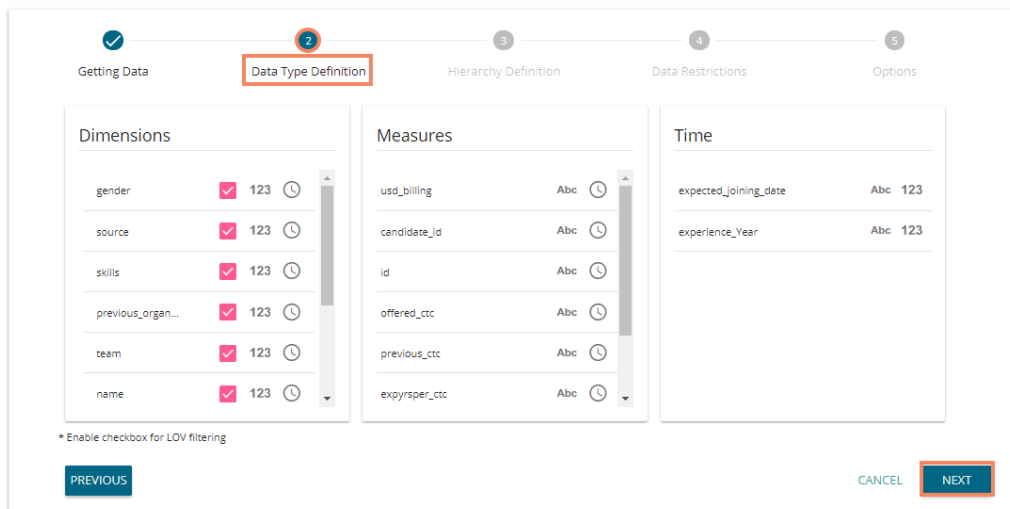 2 3 4 5
Getting Data Data Type Definition Hierarchy Definition Data Restrictions Options
Dimensions
gender 123
source 123
skills 123
previous_organ... 123
team 123
name 123
Measures
usd_billing Abc
candidate_id Abc
id Abc
offered_ctc Abc
previous_ctc Abc
expyrsper_ctc Abc
Time
expected_joining_date Abc 123
experience_Year Abc 123
* Enable checkbox for LOV filtering
PREVIOUS CANCEL NEXT